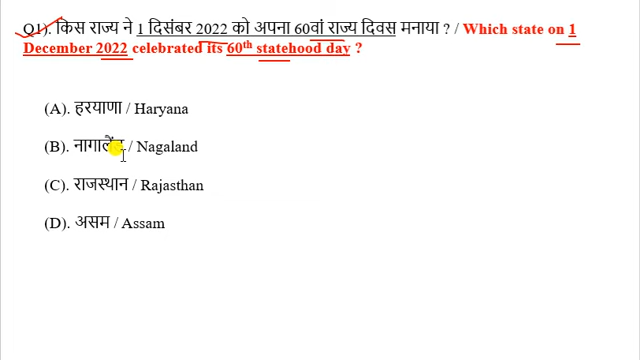 Q1). किस राज्य ने 1 दिसंबर 2022 को अपना 60वां राज्य दिवस मनाया ? / Which state on 1
December 2022 celebrated its 60th statehood day ?
(A). हरयाणा / Haryana
(B). नागालैंड / Nagaland
(C). राजस्थान / Rajasthan
(D). असम / Assam